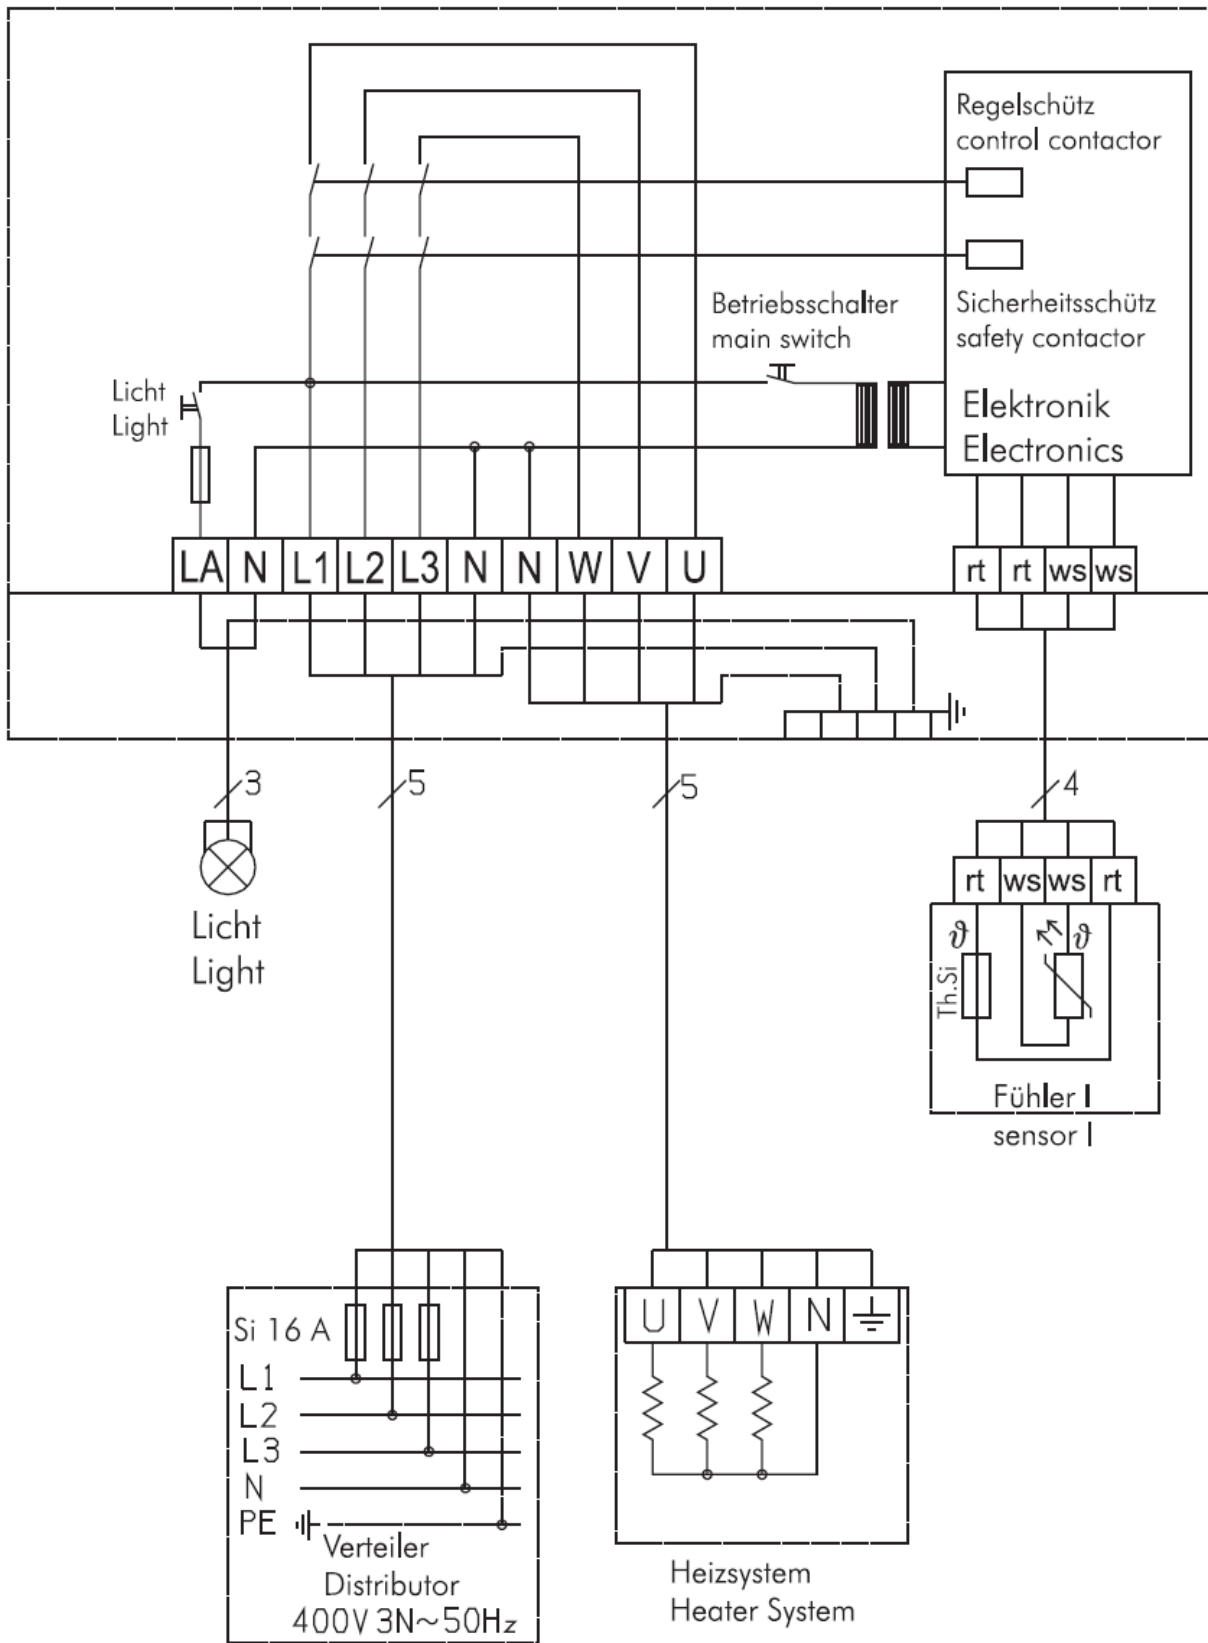 Regelschütz
control contactor
Betriebsschalter
main switch
Sicherheitsschütz
safety contactor
Licht
Light
Elektronik
Electronics
LA N L1 L2 L3 N N W V U
rt rt ws ws
3
5
5
4
rt ws ws rt
Licht
Light
ϑ
ϑ
Th.Si
Fühler I
sensor I
Si 16 A
U V W N
L1
L2
L3
N
PE
Verteiler
Distributor
400V 3N~50Hz
Heizsystem
Heater System